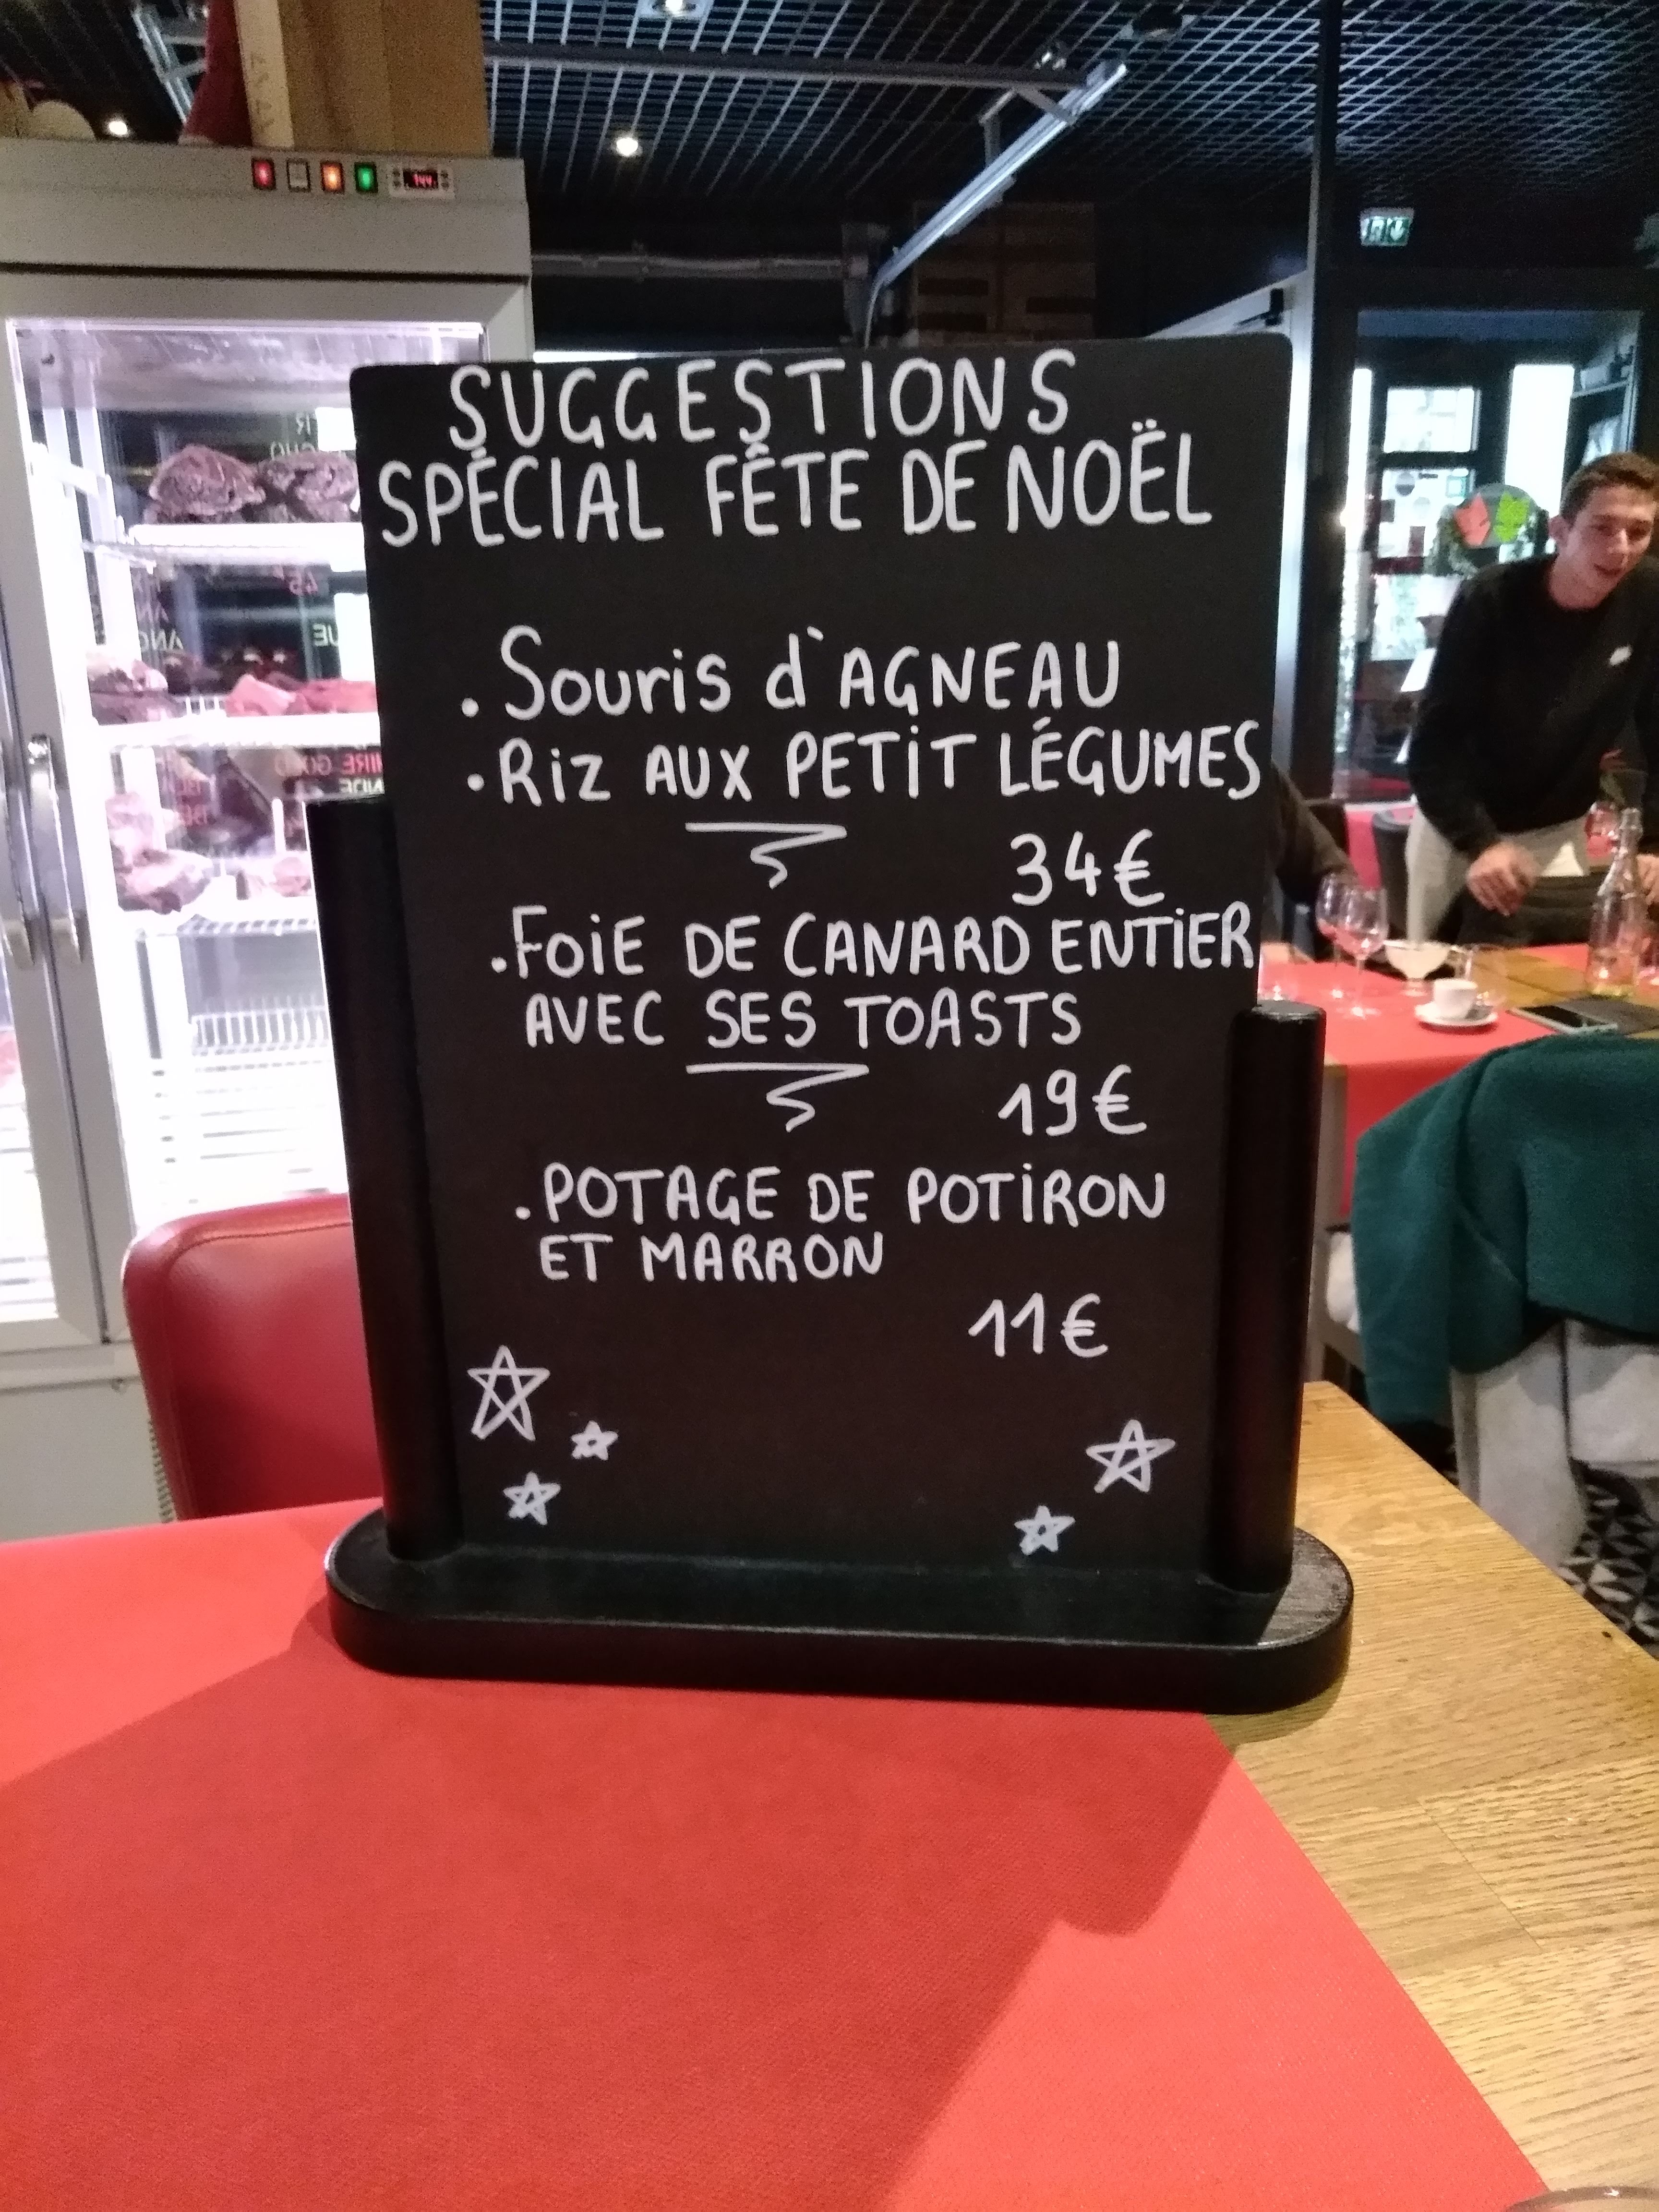 SUGGESTIONS
SPÉCIAL FÊTE DE NOËL
. Souris d'AGNEAU
. Riz AUX PETIT LÉGUMES
34€
. FOIE DE CANARD ENTIER
AVEC SES TOASTS
19€
. POTAGE DE POTIRON
ET MARRON
11€